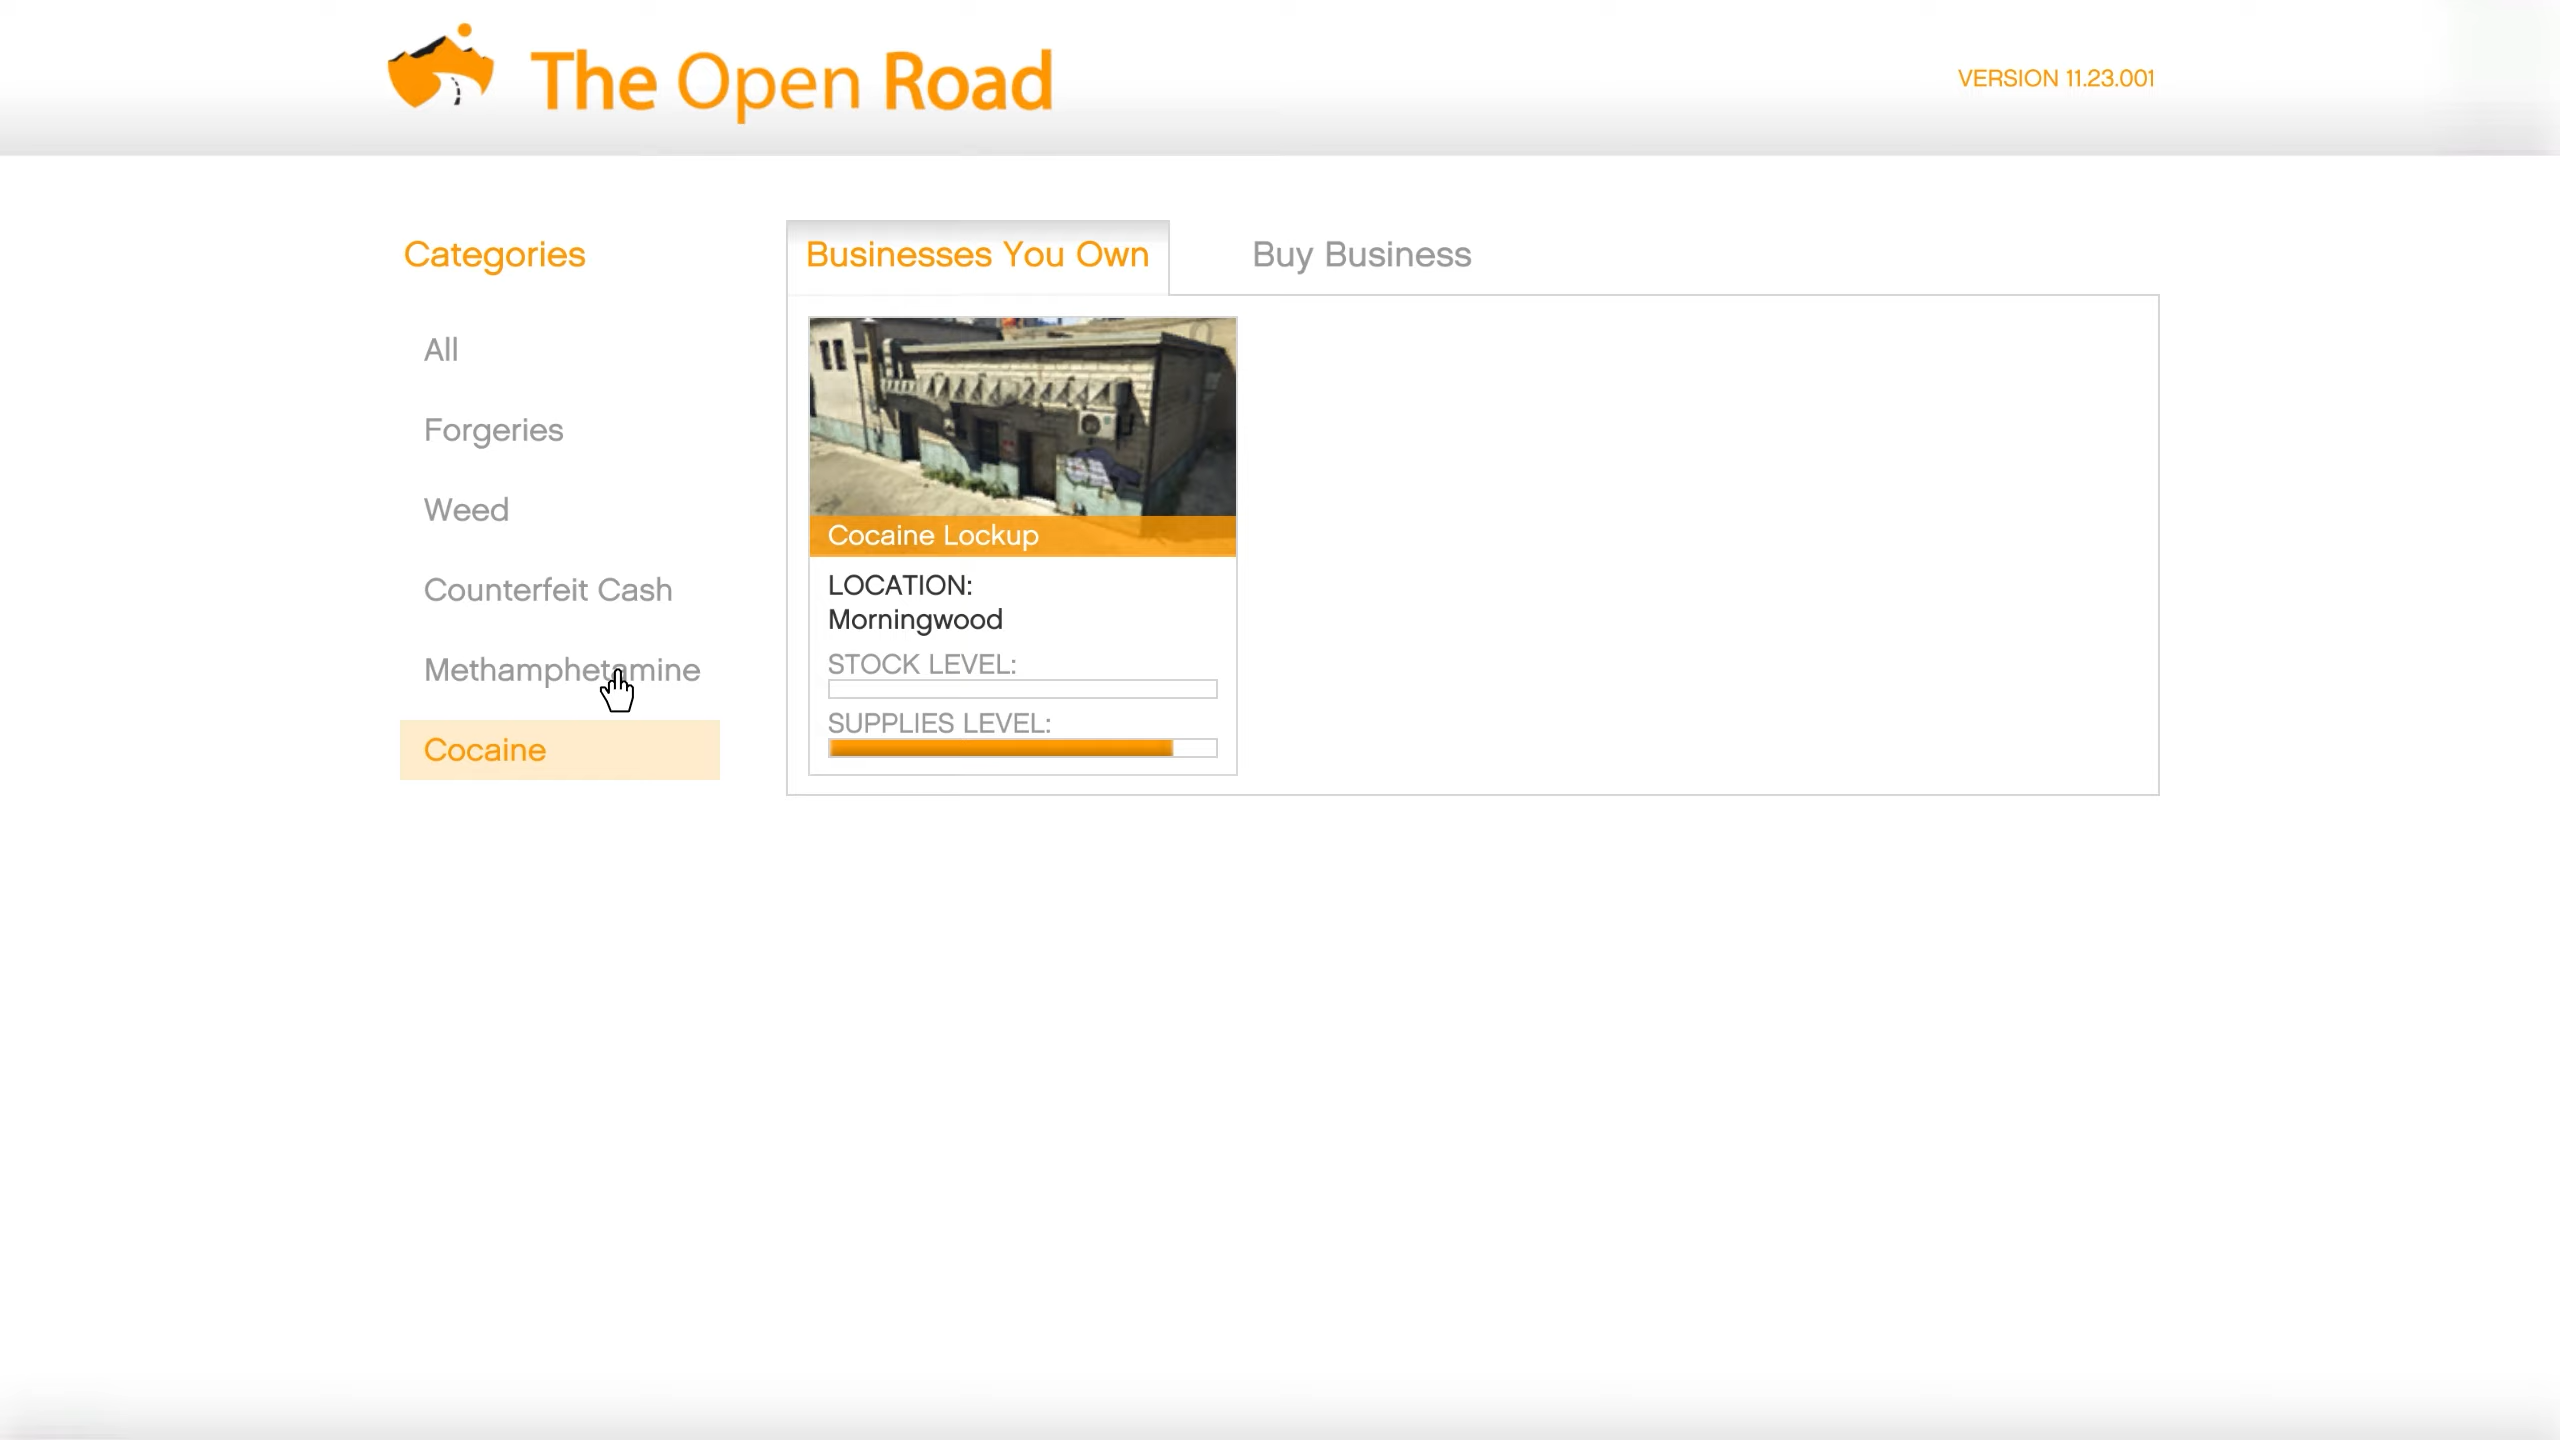 The Open Road
VERSION 11.23.001
Categories
All
Forgeries
Weed
Counterfeit Cash
Methamphetamine
Cocaine
Businesses You Own
Buy Business
Cocaine Lockup
LOCATION:
Morningwood
STOCK LEVEL:
SUPPLIES LEVEL: